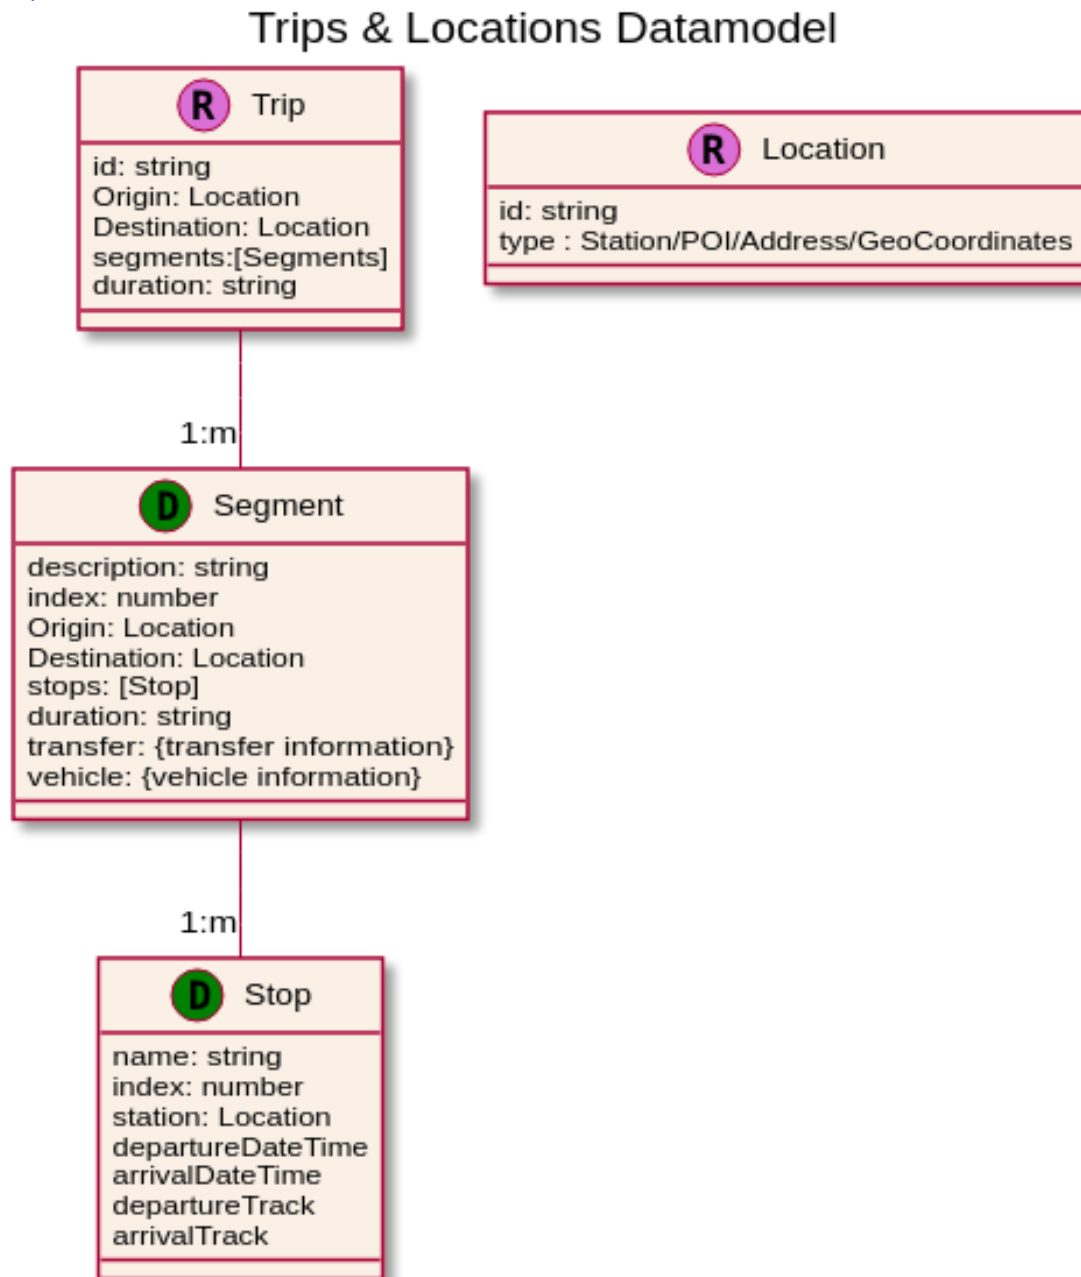 Trips & Locations Datamodel
R Trip
id: string
Origin: Location
Destination: Location
segments:[Segments]
duration: string
R Location
id: string
type : Station/POI/Address/GeoCoordinates
1:m
D Segment
description: string
index: number
Origin: Location
Destination: Location
stops: [Stop]
duration: string
transfer: {transfer information}
vehicle: {vehicle information}
1:m
D Stop
name: string
index: number
station: Location
departureDateTime
arrivalDateTime
departureTrack
arrivalTrack